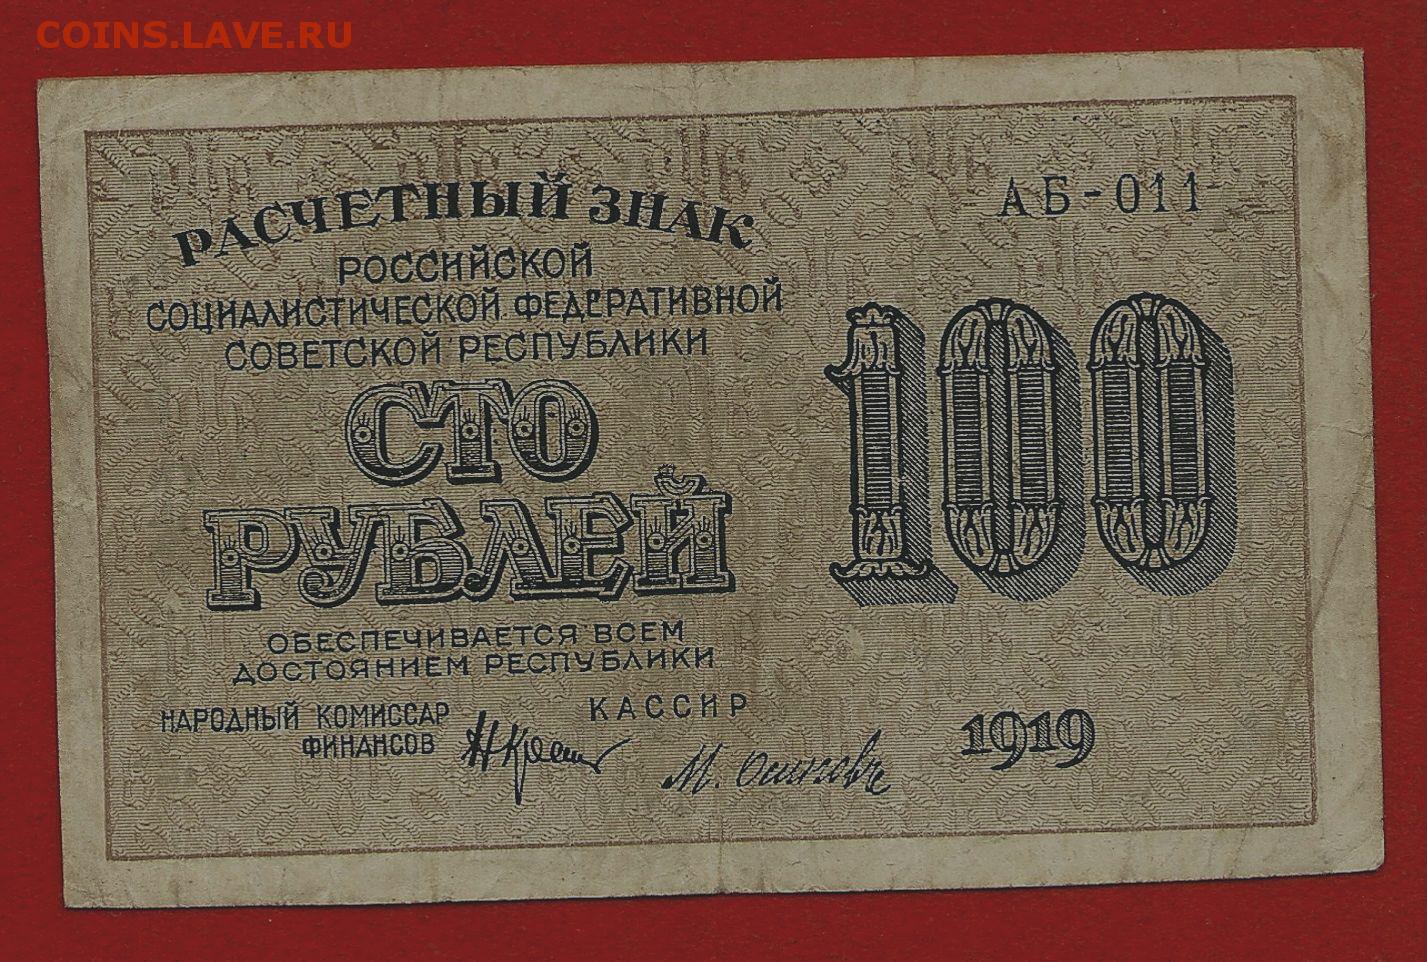 COINS.LAVE.RU
РАСЧЕТНЫЙ ЗНАК
АБ-011
РОССИЙСКОЙ
СОЦИАЛИСТИЧЕСКОЙ ФЕДЕРАТИВНОЙ
СОВЕТСКОЙ РЕСПУБЛИКИ
СТО
РУБЛЕЙ
100
ОБЕСПЕЧИВАЕТСЯ ВСЕМ
ДОСТОЯНИЕМ РЕСПУБЛИКИ
НАРОДНЫЙ КОМИССАР
ФИНАНСОВ
КАССИР
М. Осиповъ
1919